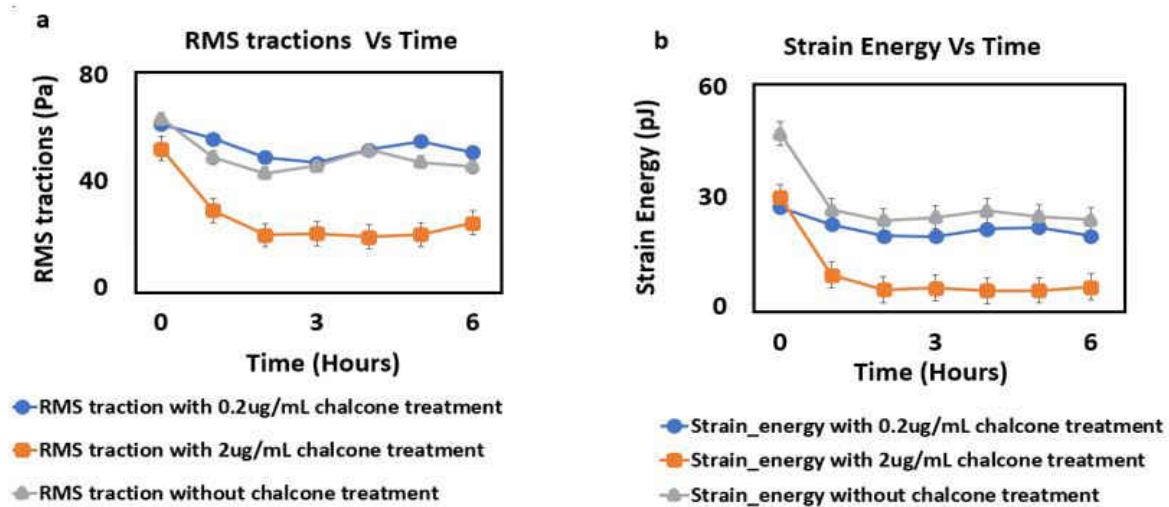 a
RMS tractions Vs Time
RMS tractions (Pa)
80
40
0
0 3 6
Time (Hours)
RMS traction with 0.2ug/mL chalcone treatment
RMS traction with 2ug/mL chalcone treatment
RMS traction without chalcone treatment
b
Strain Energy Vs Time
Strain Energy (pJ)
60
30
0
0 3 6
Time (Hours)
Strain_energy with 0.2ug/mL chalcone treatment
Strain_energy with 2ug/mL chalcone treatment
Strain_energy without chalcone treatment